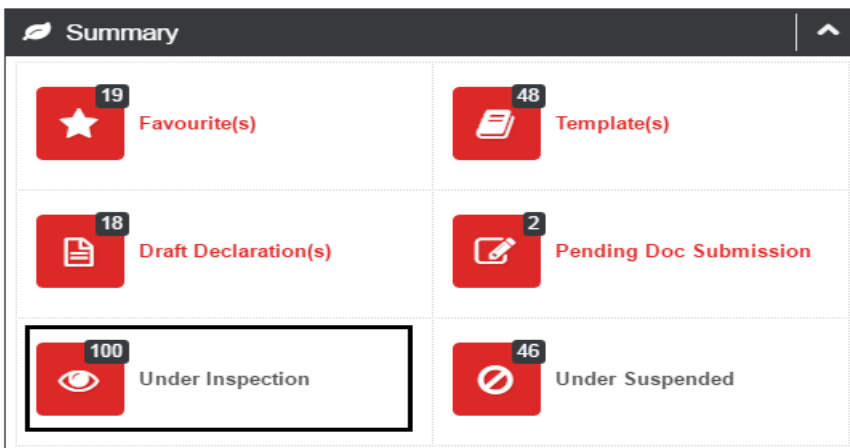 Summary
19
Favourite(s)
48
Template(s)
18
Draft Declaration(s)
2
Pending Doc Submission
100
Under Inspection
46
Under Suspended